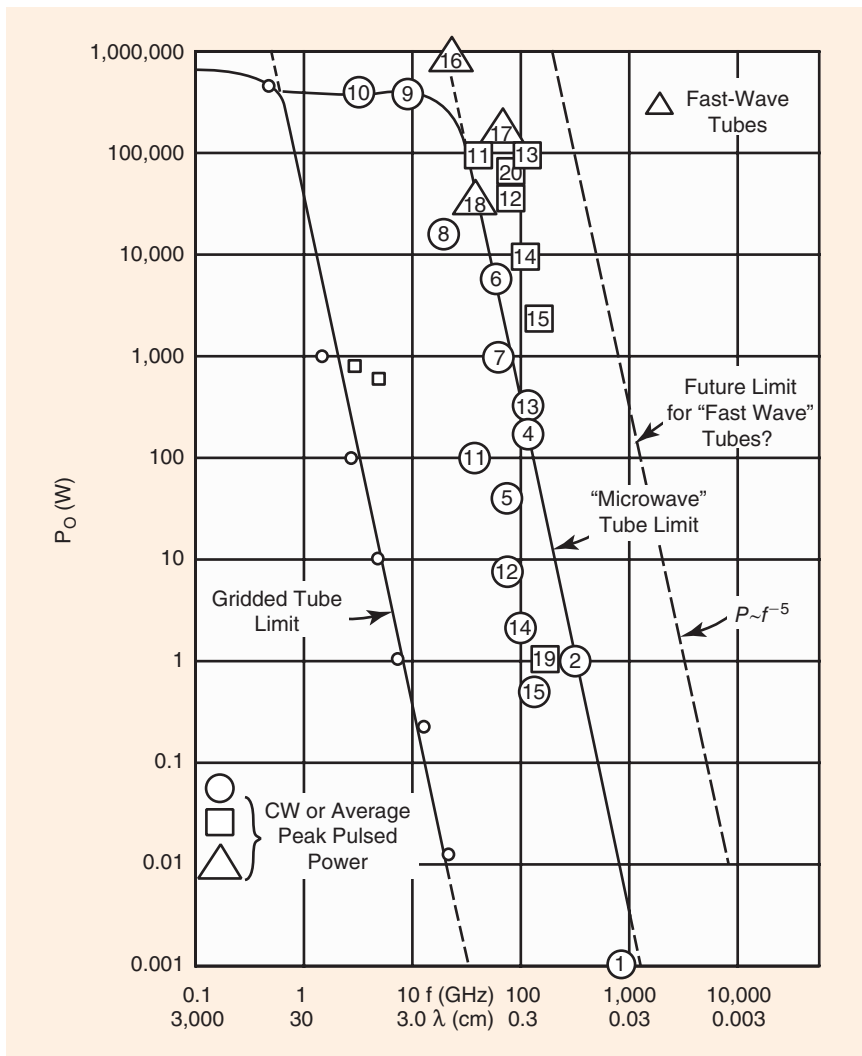 1,000,000
100,000
10,000
1,000
100
10
1
0.1
0.01
0.001
P_O (W)
16
Fast-Wave
Tubes
10
9
17
11
13
20
12
18
8
14
6
15
7
Future Limit
for “Fast Wave”
Tubes?
13
4
11
“Microwave”
Tube Limit
5
12
Gridded Tube
Limit
14
P~f⁻⁵
19
2
15
CW or Average
Peak Pulsed
Power
1
0.1 1 10 f (GHz) 100 1,000 10,000
3,000 30 3.0 λ (cm) 0.3 0.03 0.003